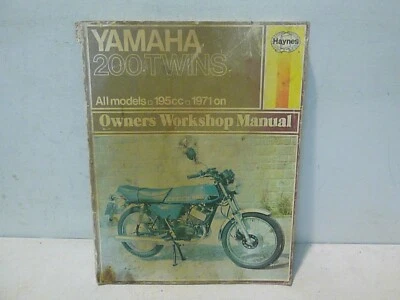 YAMAHA
Haynes
200 TWINS
All models □ 195cc □ 1971 on
Owners Workshop Manual